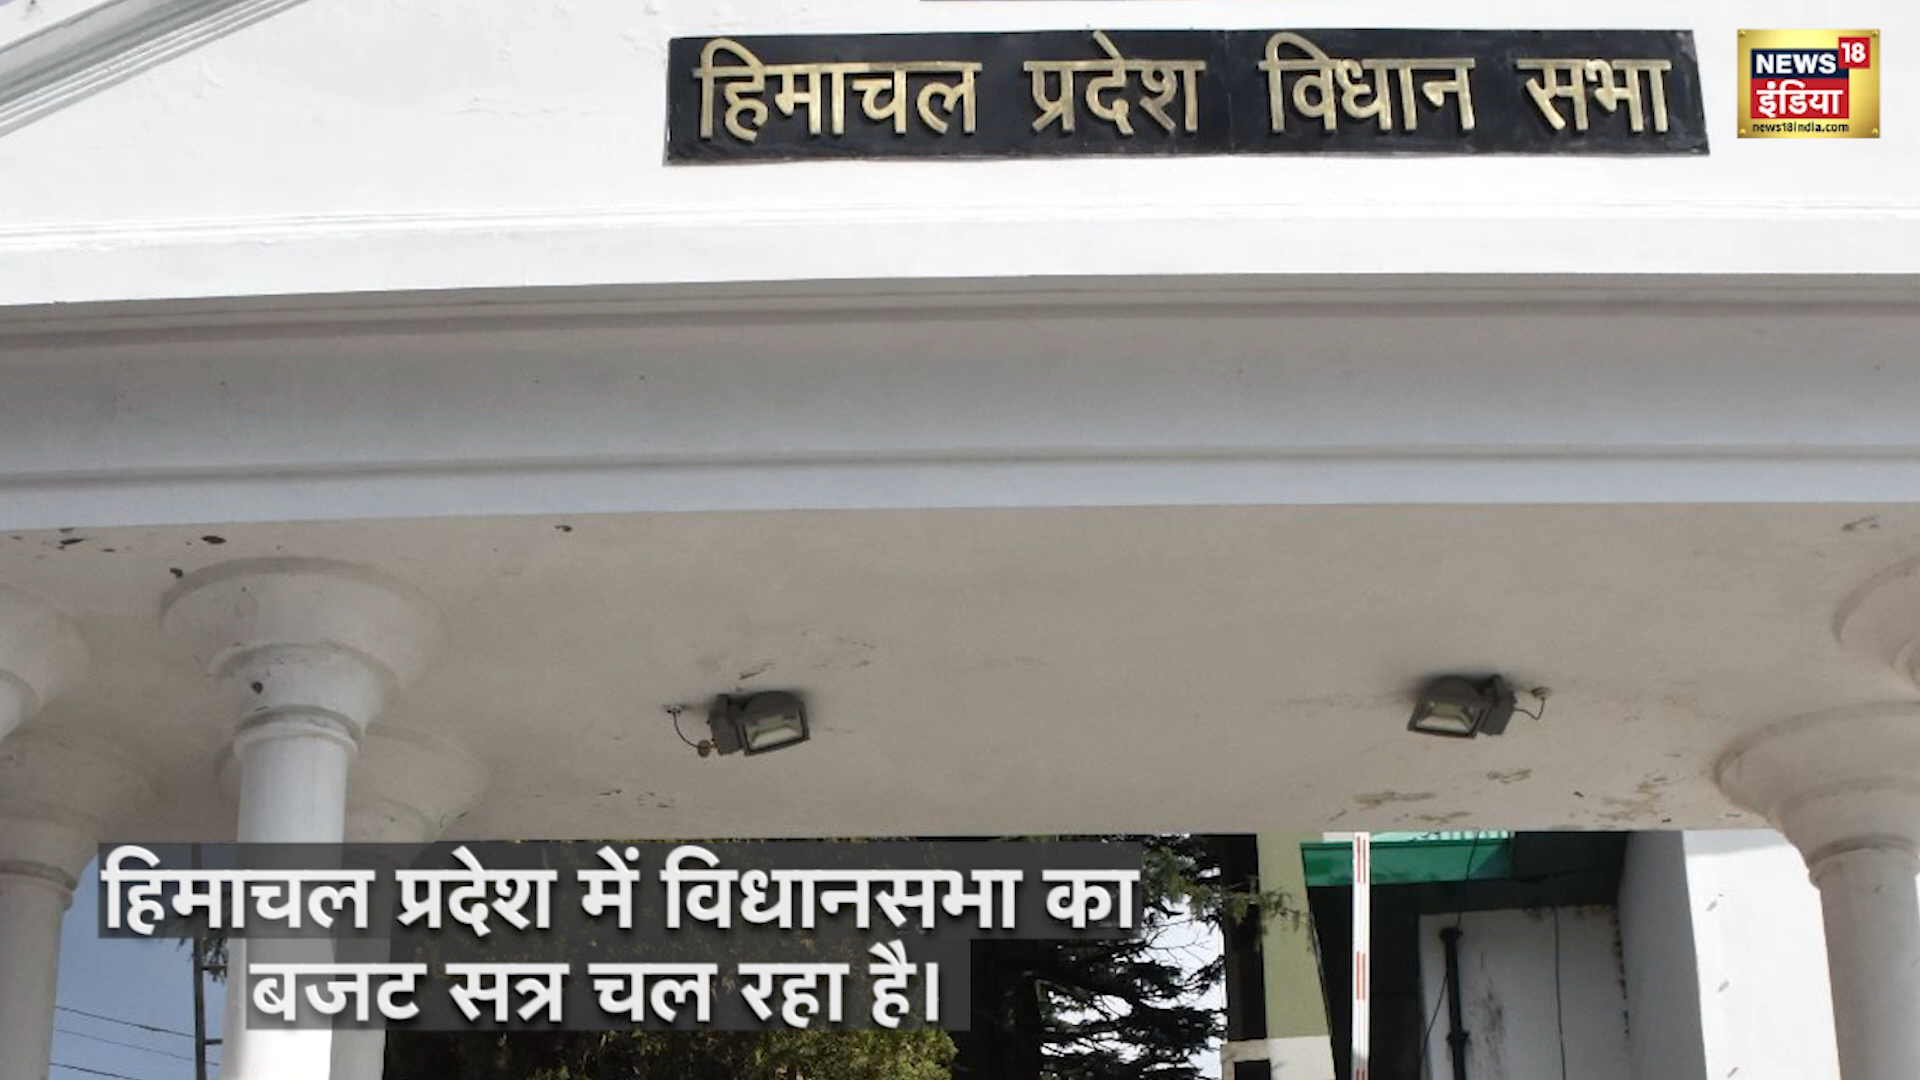 हिमाचल प्रदेश विधान सभा
NEWS 18
इंडिया
news18india.com
हिमाचल प्रदेश में विधानसभा का
बजट सत्र चल रहा है।